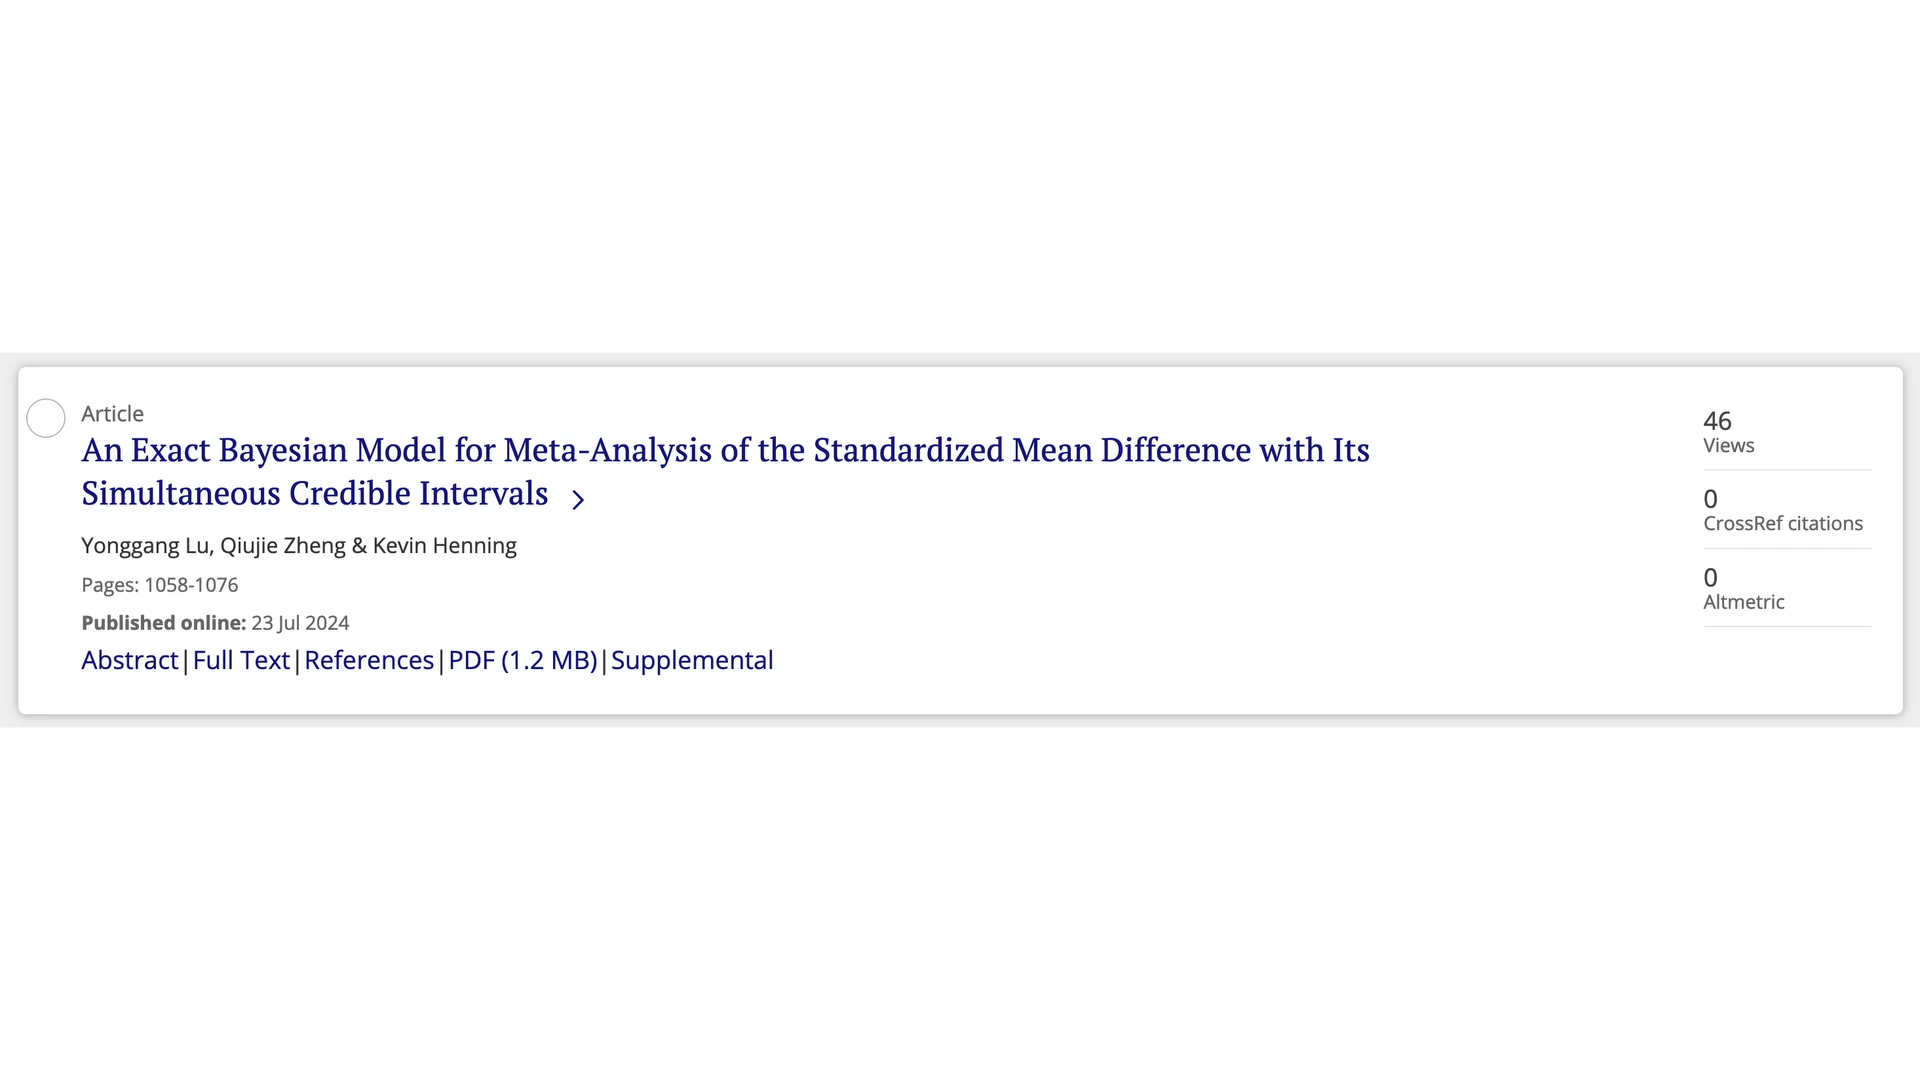 Article
An Exact Bayesian Model for Meta-Analysis of the Standardized Mean Difference with Its
Simultaneous Credible Intervals
Yonggang Lu, Qiujie Zheng & Kevin Henning
Pages: 1058-1076
Published online: 23 Jul 2024
Abstract|Full Text|References|PDF (1.2 MB)|Supplemental
46
Views
0
CrossRef citations
0
Altmetric